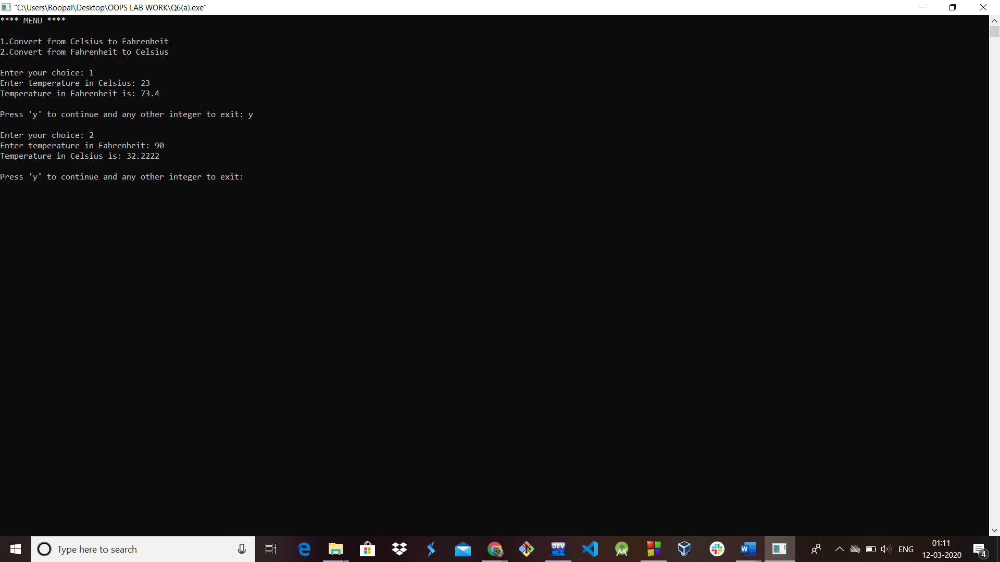 "C:\Users\Roopal\Desktop\OOPS LAB WORK\Q6(a).exe"
**** MENU ****
1.Convert from Celsius to Fahrenheit
2.Convert from Fahrenheit to Celsius
Enter your choice: 1
Enter temperature in Celsius: 23
Temperature in Fahrenheit is: 73.4
Press 'y' to continue and any other integer to exit: y
Enter your choice: 2
Enter temperature in Fahrenheit: 90
Temperature in Celsius is: 32.2222
Press 'y' to continue and any other integer to exit:
Type here to search
DEV C++
W
ENG
01:11
12-03-2020
4